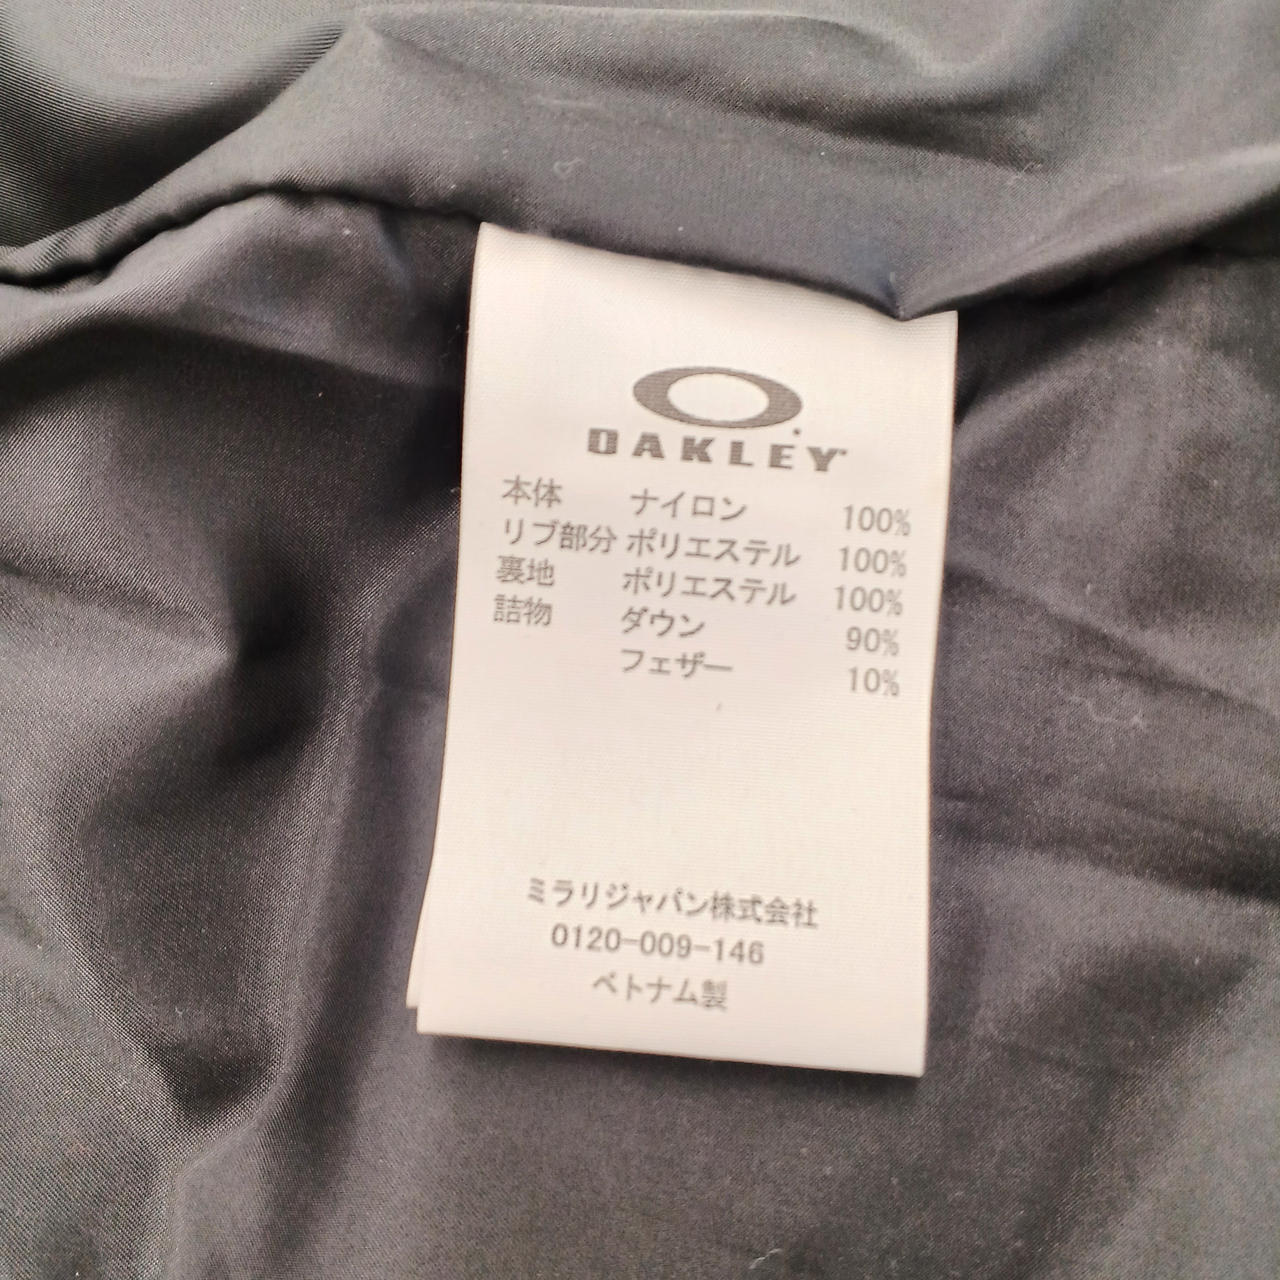 OAKLEY
本体 ナイロン 100%
リブ部分 ポリエステル 100%
裏地 ポリエステル 100%
詰物 ダウン 90%
フェザー 10%
ミラリジャパン株式会社
0120-009-146
ベトナム製